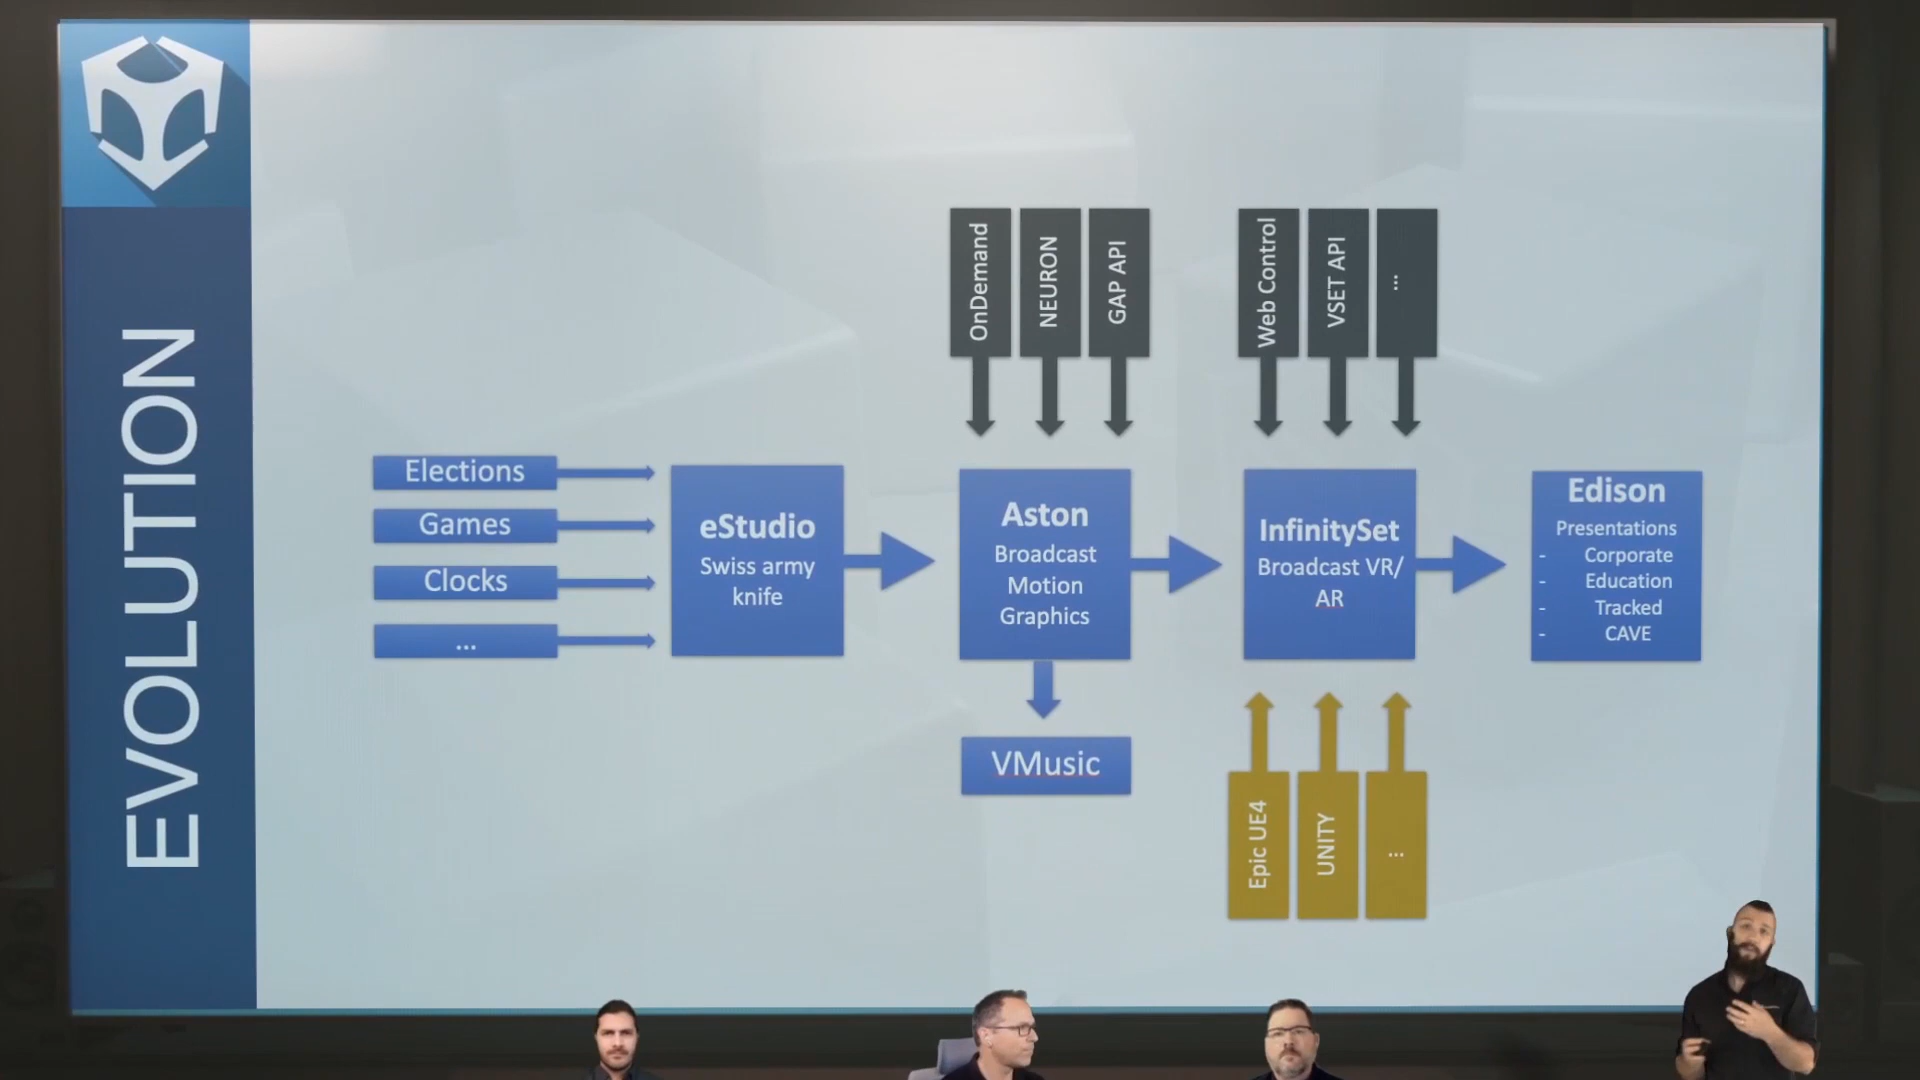 EVOLUTION
Elections
Games
Clocks
...
eStudio
Swiss army
knife
OnDemand
NEURON
GAP API
Aston
Broadcast
Motion
Graphics
VMusic
Web Control
VSET API
...
InfinitySet
Broadcast VR/
AR
Epic UE4
UNITY
...
Edison
Presentations
- Corporate
- Education
- Tracked
- CAVE